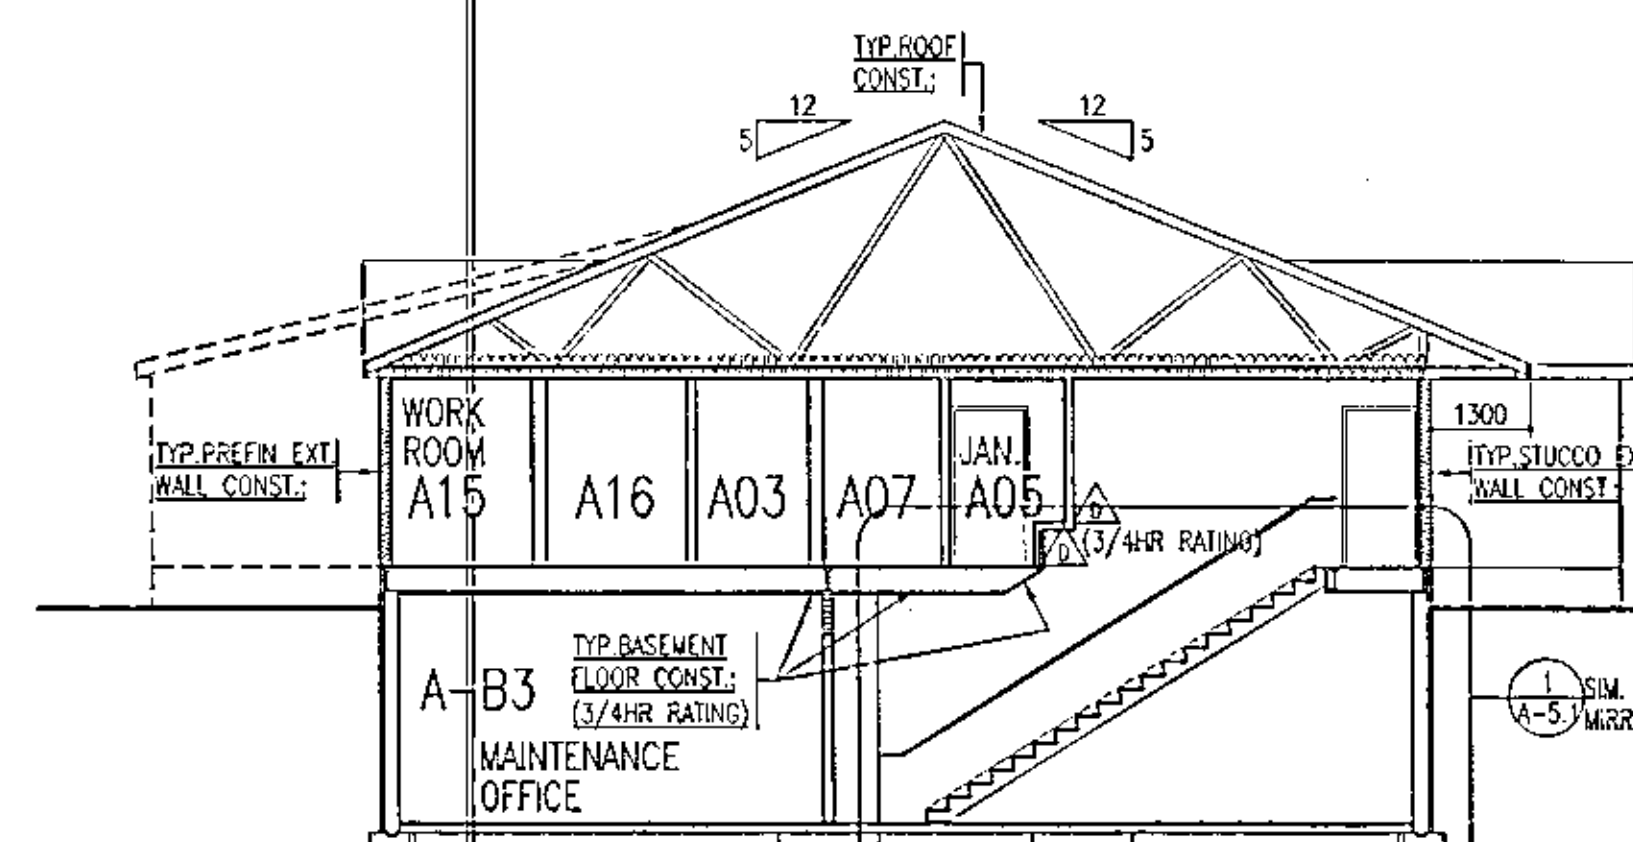 TYP.ROOF
CONST.;
12
5
12
5
WORK
ROOM
A15
A16
A03
A07
JAN.
A05
1300
TYP.PREFIN EXT.
WALL CONST.;
TYP.STUCCO
WALL CONST
D
D
(3/4HR RATING)
TYP.BASEMENT
FLOOR CONST.;
(3/4HR RATING)
A-B3
MAINTENANCE
OFFICE
1
A-5.1
SIM.
MIRR